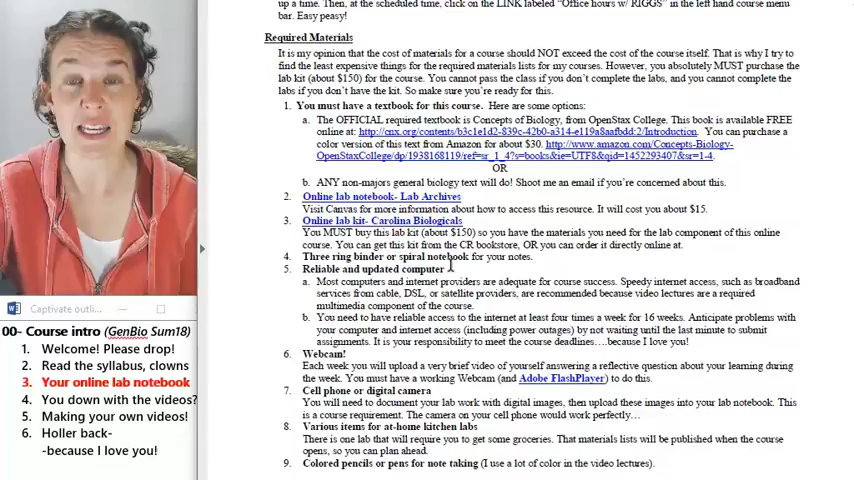 up a time. Then, at the scheduled time, click on the LINK labeled "Office hours w/ RIGGS" in the left hand course menu
bar. Easy peasy!
Required Materials
It is my opinion that the cost of materials for a course should NOT exceed the cost of the course itself. That is why I try to
find the least expensive things for the required materials lists for my courses. However, you absolutely MUST purchase the
lab kit (about $150) for the course. You cannot pass the class if you don't complete the labs, and you cannot complete the
labs if you don't have the kit. So make sure you're ready for this.
1. You must have a textbook for this course. Here are some options:
a. The OFFICIAL required textbook is Concepts of Biology, from OpenStax College. This book is available FREE
online at: http://cnx.org/contents/b3c1e1d2-839c-42b0-a314-e119a8aafbdd:2/Introduction. You can purchase a
color version of this text from Amazon for about $30. http://www.amazon.com/Concepts-Biology-
OpenStaxCollege/dp/1938168119/ref=sr_1_4?s=books&ie=UTF8&qid=1452293407&sr=1-4.
OR
b. ANY non-majors general biology text will do! Shoot me an email if you're concerned about this.
2. Online lab notebook- Lab Archives
Visit Canvas for more information about how to access this resource. It will cost you about $15.
3. Online lab kit- Carolina Biologicals
You MUST buy this lab kit (about $150) so you have the materials you need for the lab component of this online
course. You can get this kit from the CR bookstore, OR you can order it directly online at.
4. Three ring binder or spiral notebook for your notes.
5. Reliable and updated computer
a. Most computers and internet providers are adequate for course success. Speedy internet access, such as broadband
services from cable, DSL, or satellite providers, are recommended because video lectures are a required
multimedia component of the course.
b. You need to have reliable access to the internet at least four times a week for 16 weeks. Anticipate problems with
your computer and internet access (including power outages) by not waiting until the last minute to submit
assignments. It is your responsibility to meet the course deadlines….because I love you!
6. Webcam!
Each week you will upload a very brief video of yourself answering a reflective question about your learning during
the week. You must have a working Webcam (and Adobe FlashPlayer) to do this.
7. Cell phone or digital camera
You will need to document your lab work with digital images, then upload these images into your lab notebook. This
is a course requirement. The camera on your cell phone would work perfectly…
8. Various items for at-home kitchen labs
There is one lab that will require you to get some groceries. That materials lists will be published when the course
opens, so you can plan ahead.
9. Colored pencils or pens for note taking (I use a lot of color in the video lectures).
Captivate outli...
00- Course intro (GenBio Sum18)
1. Welcome! Please drop!
2. Read the syllabus, clowns
3. Your online lab notebook
4. You down with the videos?
5. Making your own videos!
6. Holler back-
-because I love you!